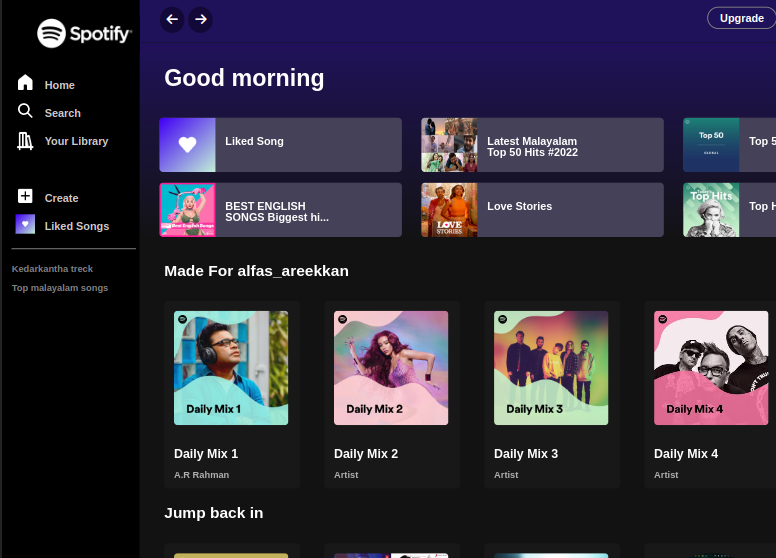 Spotify
Upgrade
Home
Search
Your Library
Create
Liked Songs
Kedarkantha treck
Top malayalam songs
Good morning
Liked Song
Latest Malayalam
Top 50 Hits #2022
Top 50
GLOBAL
Top 5
BEST ENGLISH
SONGS Biggest hi...
Best English Songs
LOVE
STORIES
Love Stories
Top Hits
Top H
Made For alfas_areekkan
Daily Mix 1
Daily Mix 2
Daily Mix 3
Daily Mix 4
Daily Mix 1
Daily Mix 2
Daily Mix 3
Daily Mix 4
A.R Rahman
Artist
Artist
Artist
Jump back in